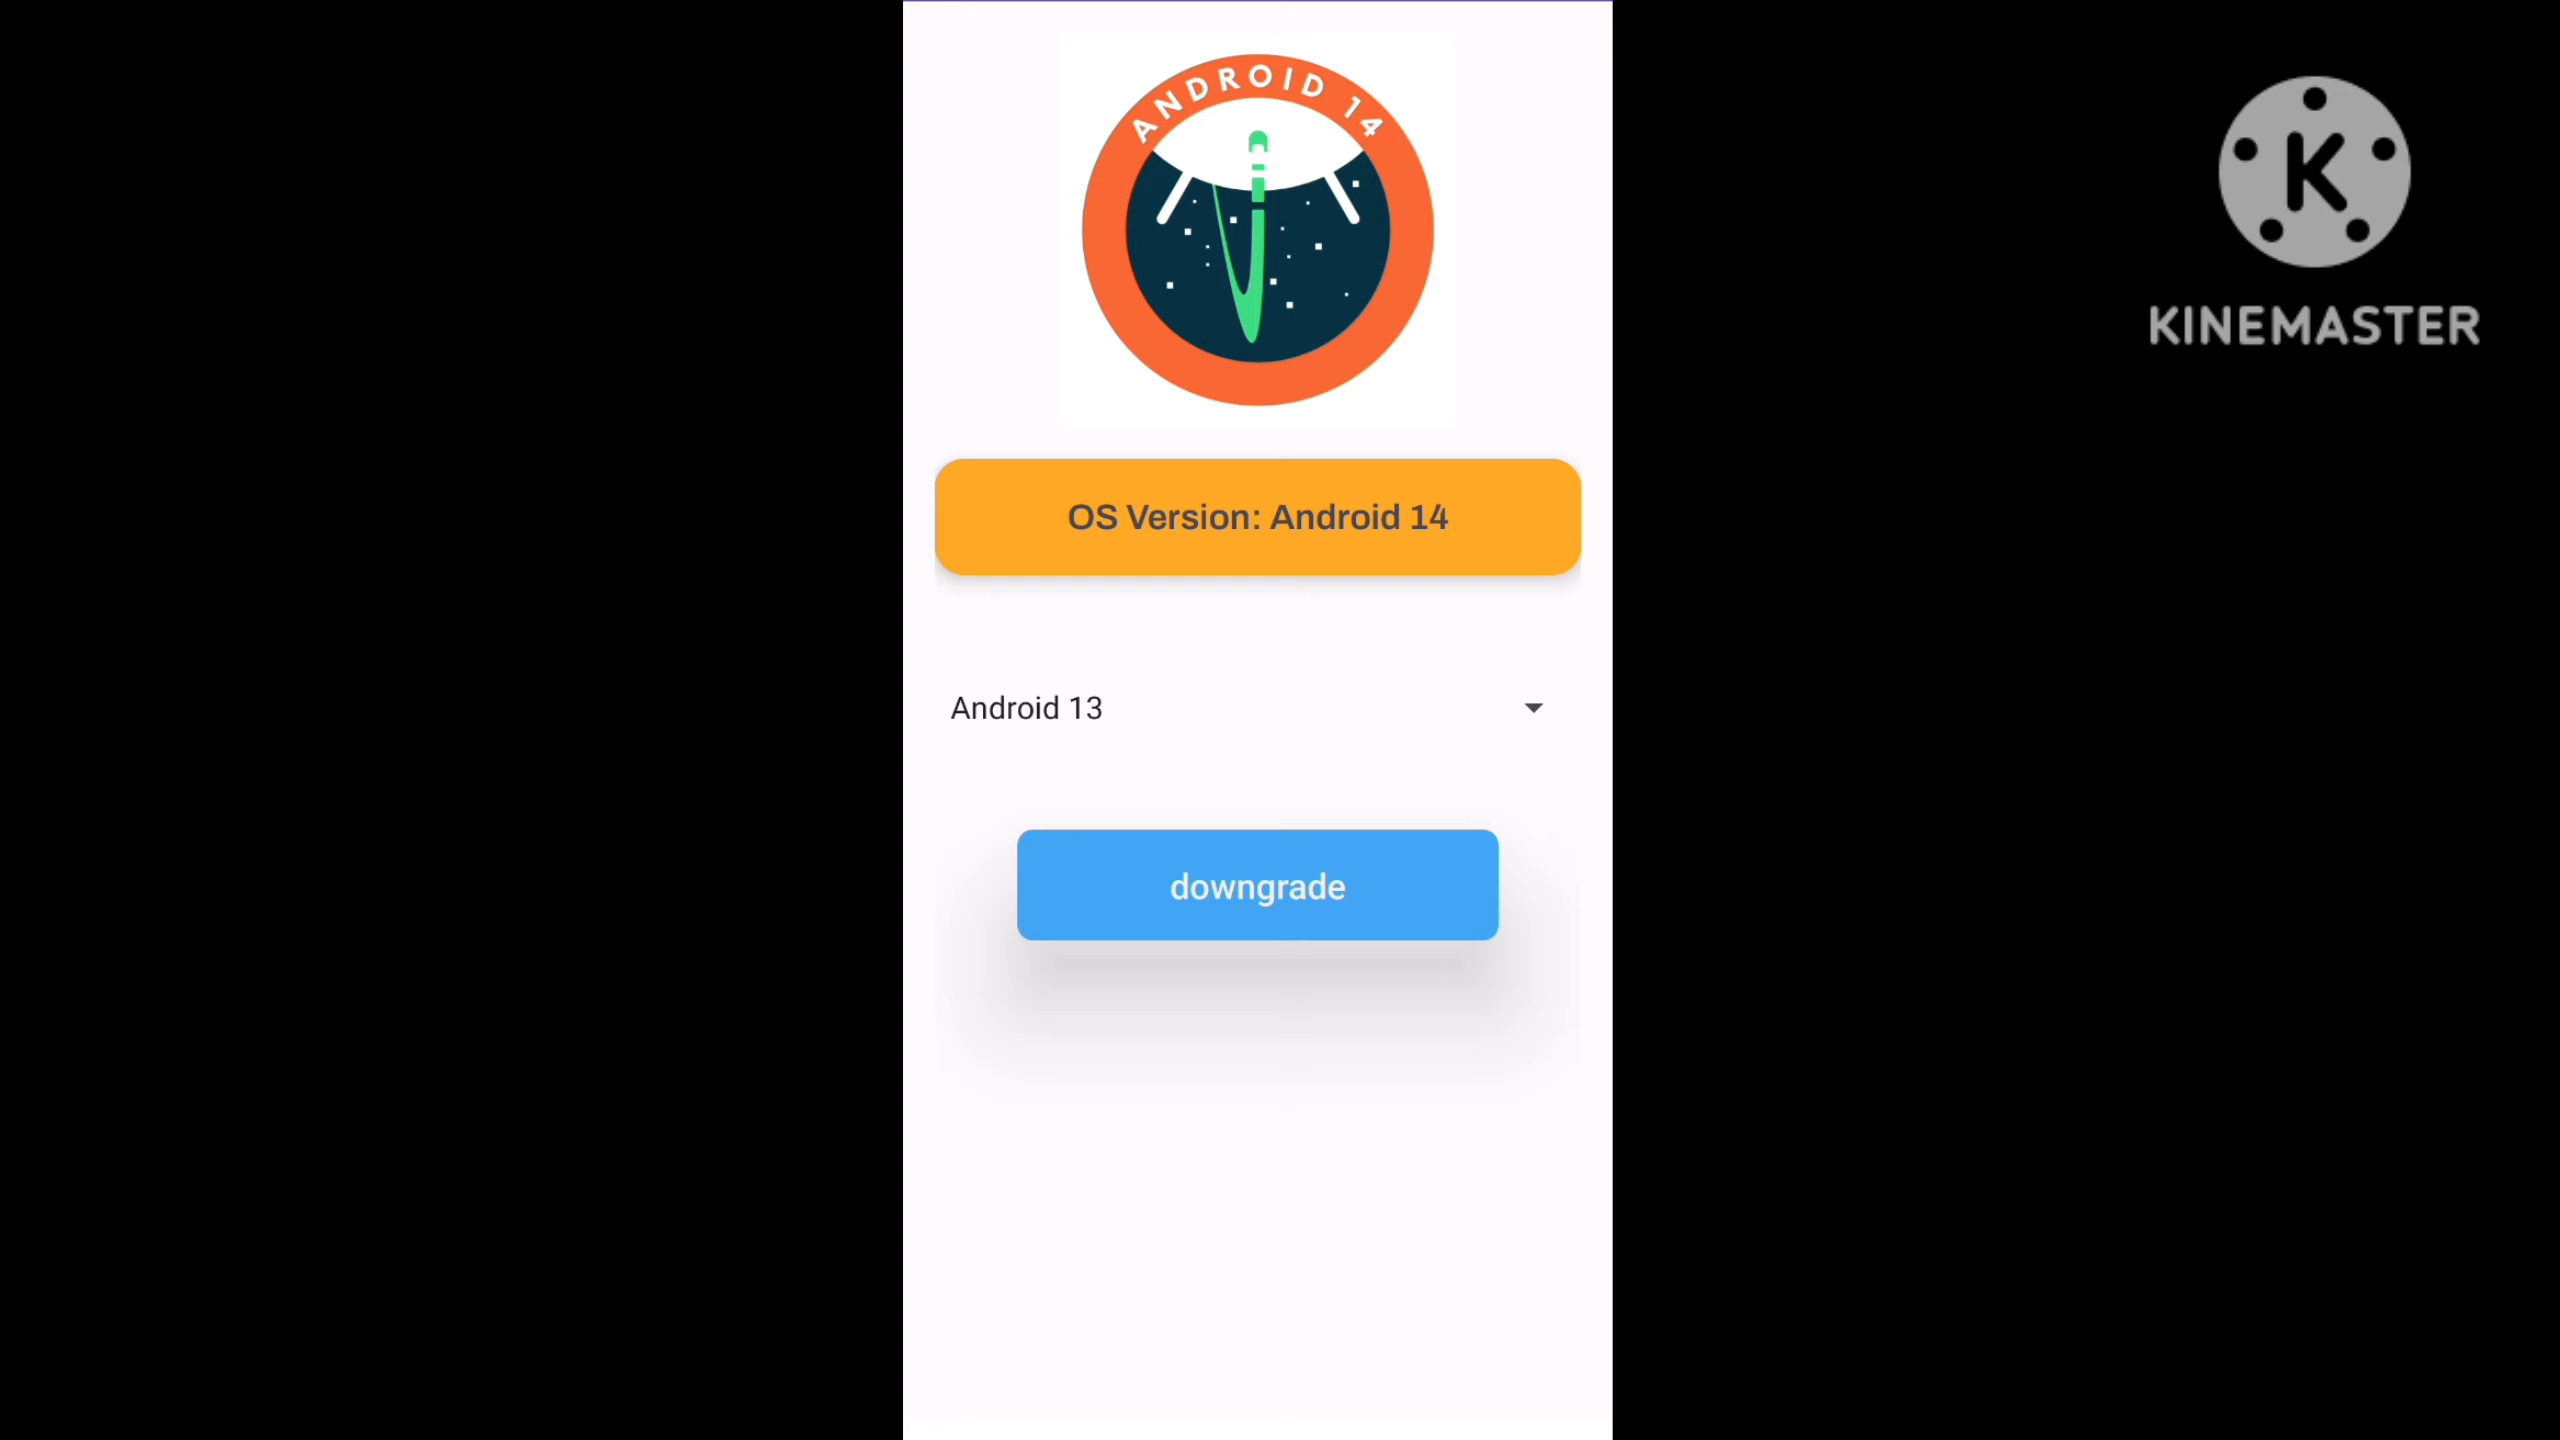 ANDROID 14
K
KINEMASTER
OS Version: Android 14
Android 13
downgrade